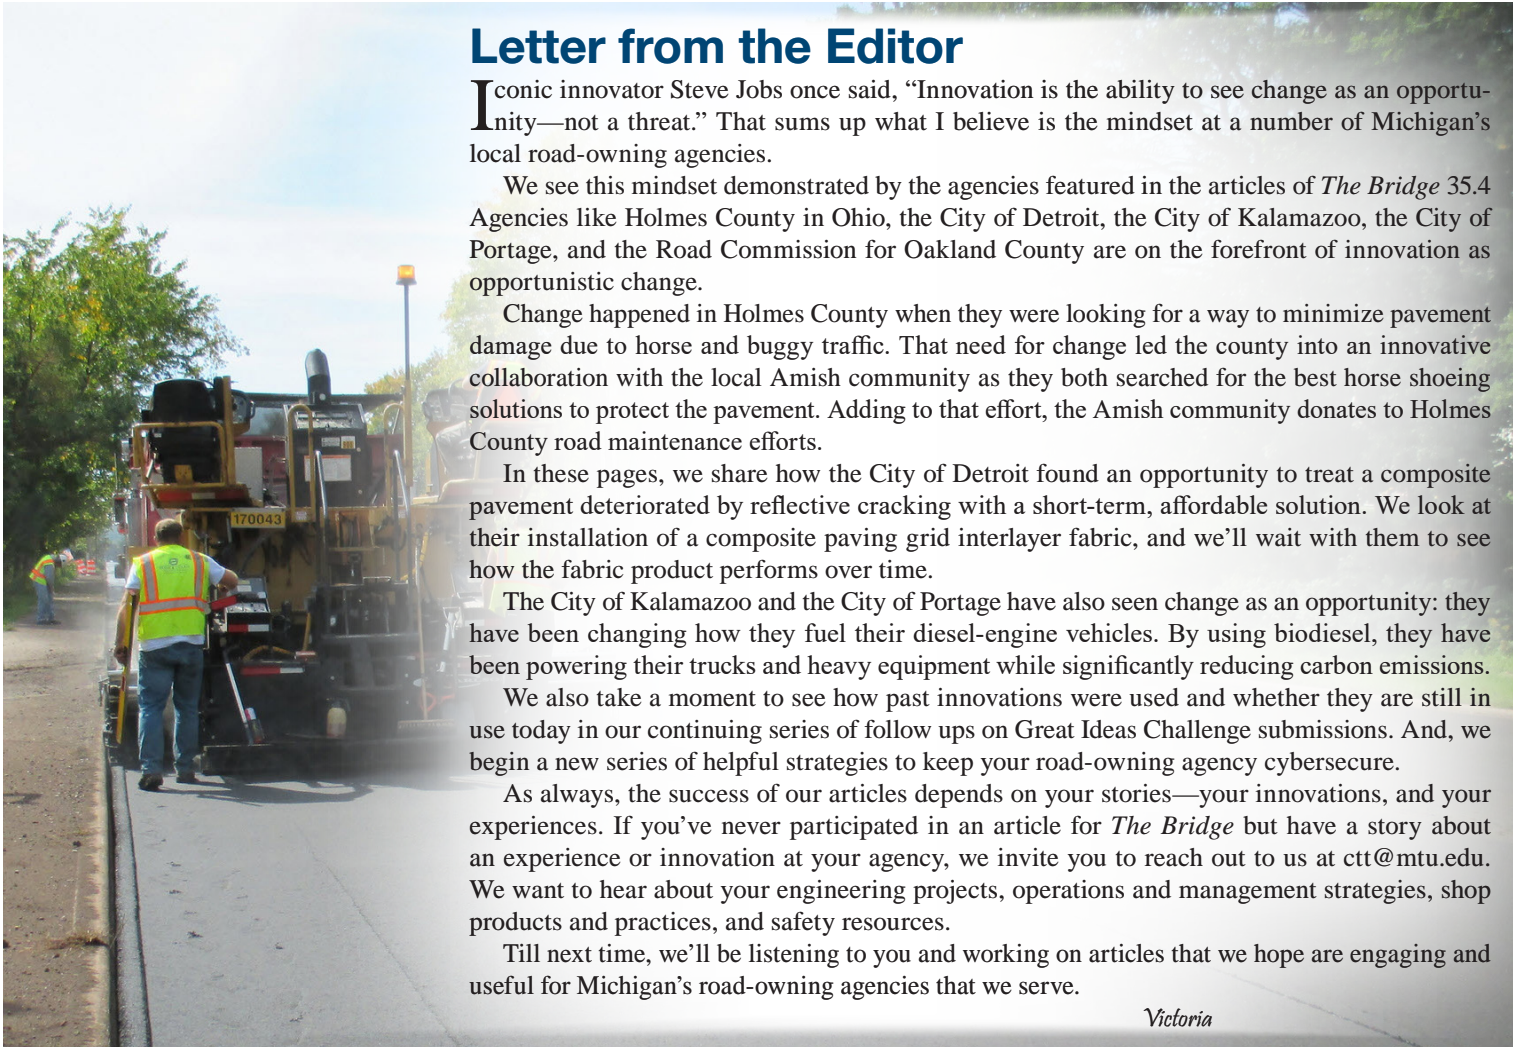 Letter from the Editor
Iconic innovator Steve Jobs once said, “Innovation is the ability to see change as an opportu-
nity—not a threat.” That sums up what I believe is the mindset at a number of Michigan’s
local road-owning agencies.
We see this mindset demonstrated by the agencies featured in the articles of The Bridge 35.4
Agencies like Holmes County in Ohio, the City of Detroit, the City of Kalamazoo, the City of
Portage, and the Road Commission for Oakland County are on the forefront of innovation as
opportunistic change.
Change happened in Holmes County when they were looking for a way to minimize pavement
damage due to horse and buggy traffic. That need for change led the county into an innovative
collaboration with the local Amish community as they both searched for the best horse shoeing
solutions to protect the pavement. Adding to that effort, the Amish community donates to Holmes
County road maintenance efforts.
In these pages, we share how the City of Detroit found an opportunity to treat a composite
pavement deteriorated by reflective cracking with a short-term, affordable solution. We look at
their installation of a composite paving grid interlayer fabric, and we’ll wait with them to see
how the fabric product performs over time.
The City of Kalamazoo and the City of Portage have also seen change as an opportunity: they
have been changing how they fuel their diesel-engine vehicles. By using biodiesel, they have
been powering their trucks and heavy equipment while significantly reducing carbon emissions.
We also take a moment to see how past innovations were used and whether they are still in
use today in our continuing series of follow ups on Great Ideas Challenge submissions. And, we
begin a new series of helpful strategies to keep your road-owning agency cybersecure.
As always, the success of our articles depends on your stories—your innovations, and your
experiences. If you’ve never participated in an article for The Bridge but have a story about
an experience or innovation at your agency, we invite you to reach out to us at ctt@mtu.edu.
We want to hear about your engineering projects, operations and management strategies, shop
products and practices, and safety resources.
Till next time, we’ll be listening to you and working on articles that we hope are engaging and
useful for Michigan’s road-owning agencies that we serve.
Victoria
170043